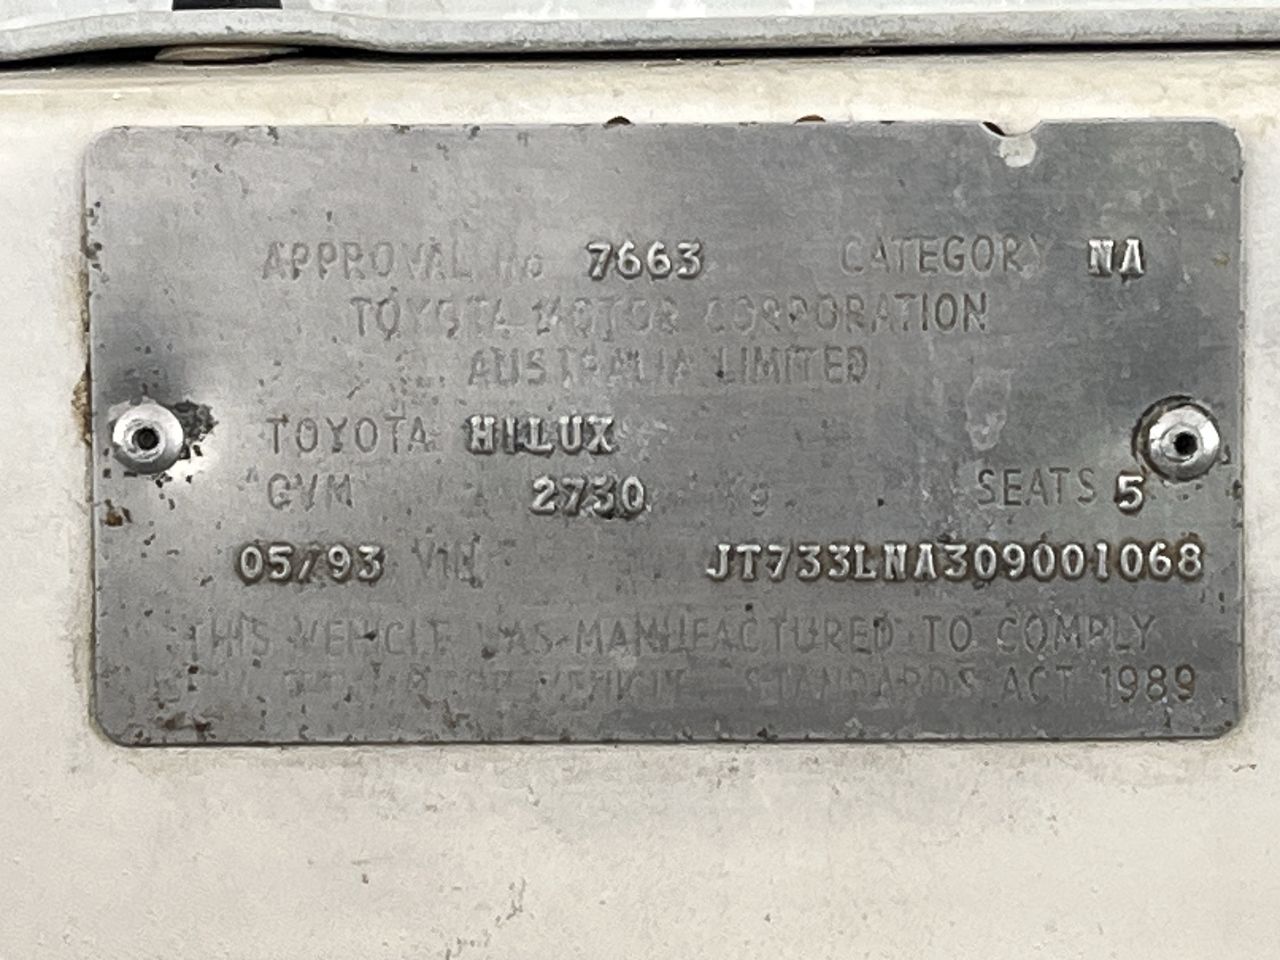 APPROVAL No 7663 CATEGORY NA
TOYOTA MOTOR CORPORATION
AUSTRALIA LIMITED
TOYOTA HILUX
GVM 2730 Kg SEATS 5
05/93 VIN JT733LNA309001068
THIS VEHICLE WAS MANUFACTURED TO COMPLY
VEHICLE STANDARDS ACT 1989